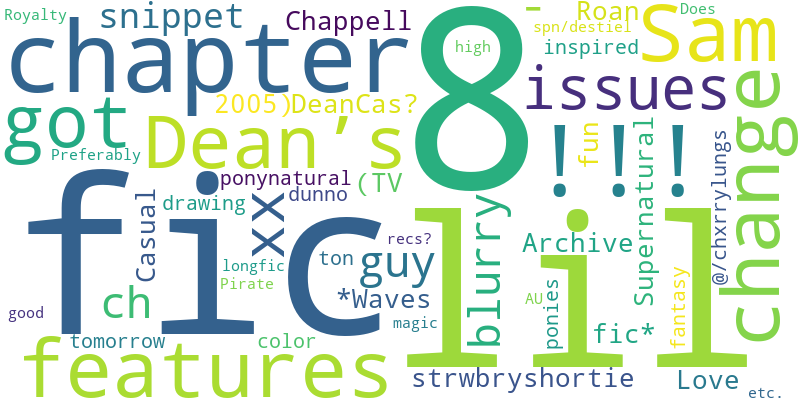 Royalty
snippet
Chappell
-
Roan
Does
spn/destiel
Sam
chapter
8
high
inspired
issues
got
2005)
DeanCas?
Dean’s
!!!
fun
change
Preferably
ponynatural
(TV
Supernatural
@/chxrrylungs
fic
xx
dunno
drawing
Casual
blurry
lil
Archive
recs?
guy
ton
longfic
Pirate
*Waves
magic
AU
ponies
fic*
fantasy
ch
good
tomorrow
color
features
strwbryshortie
Love
etc.